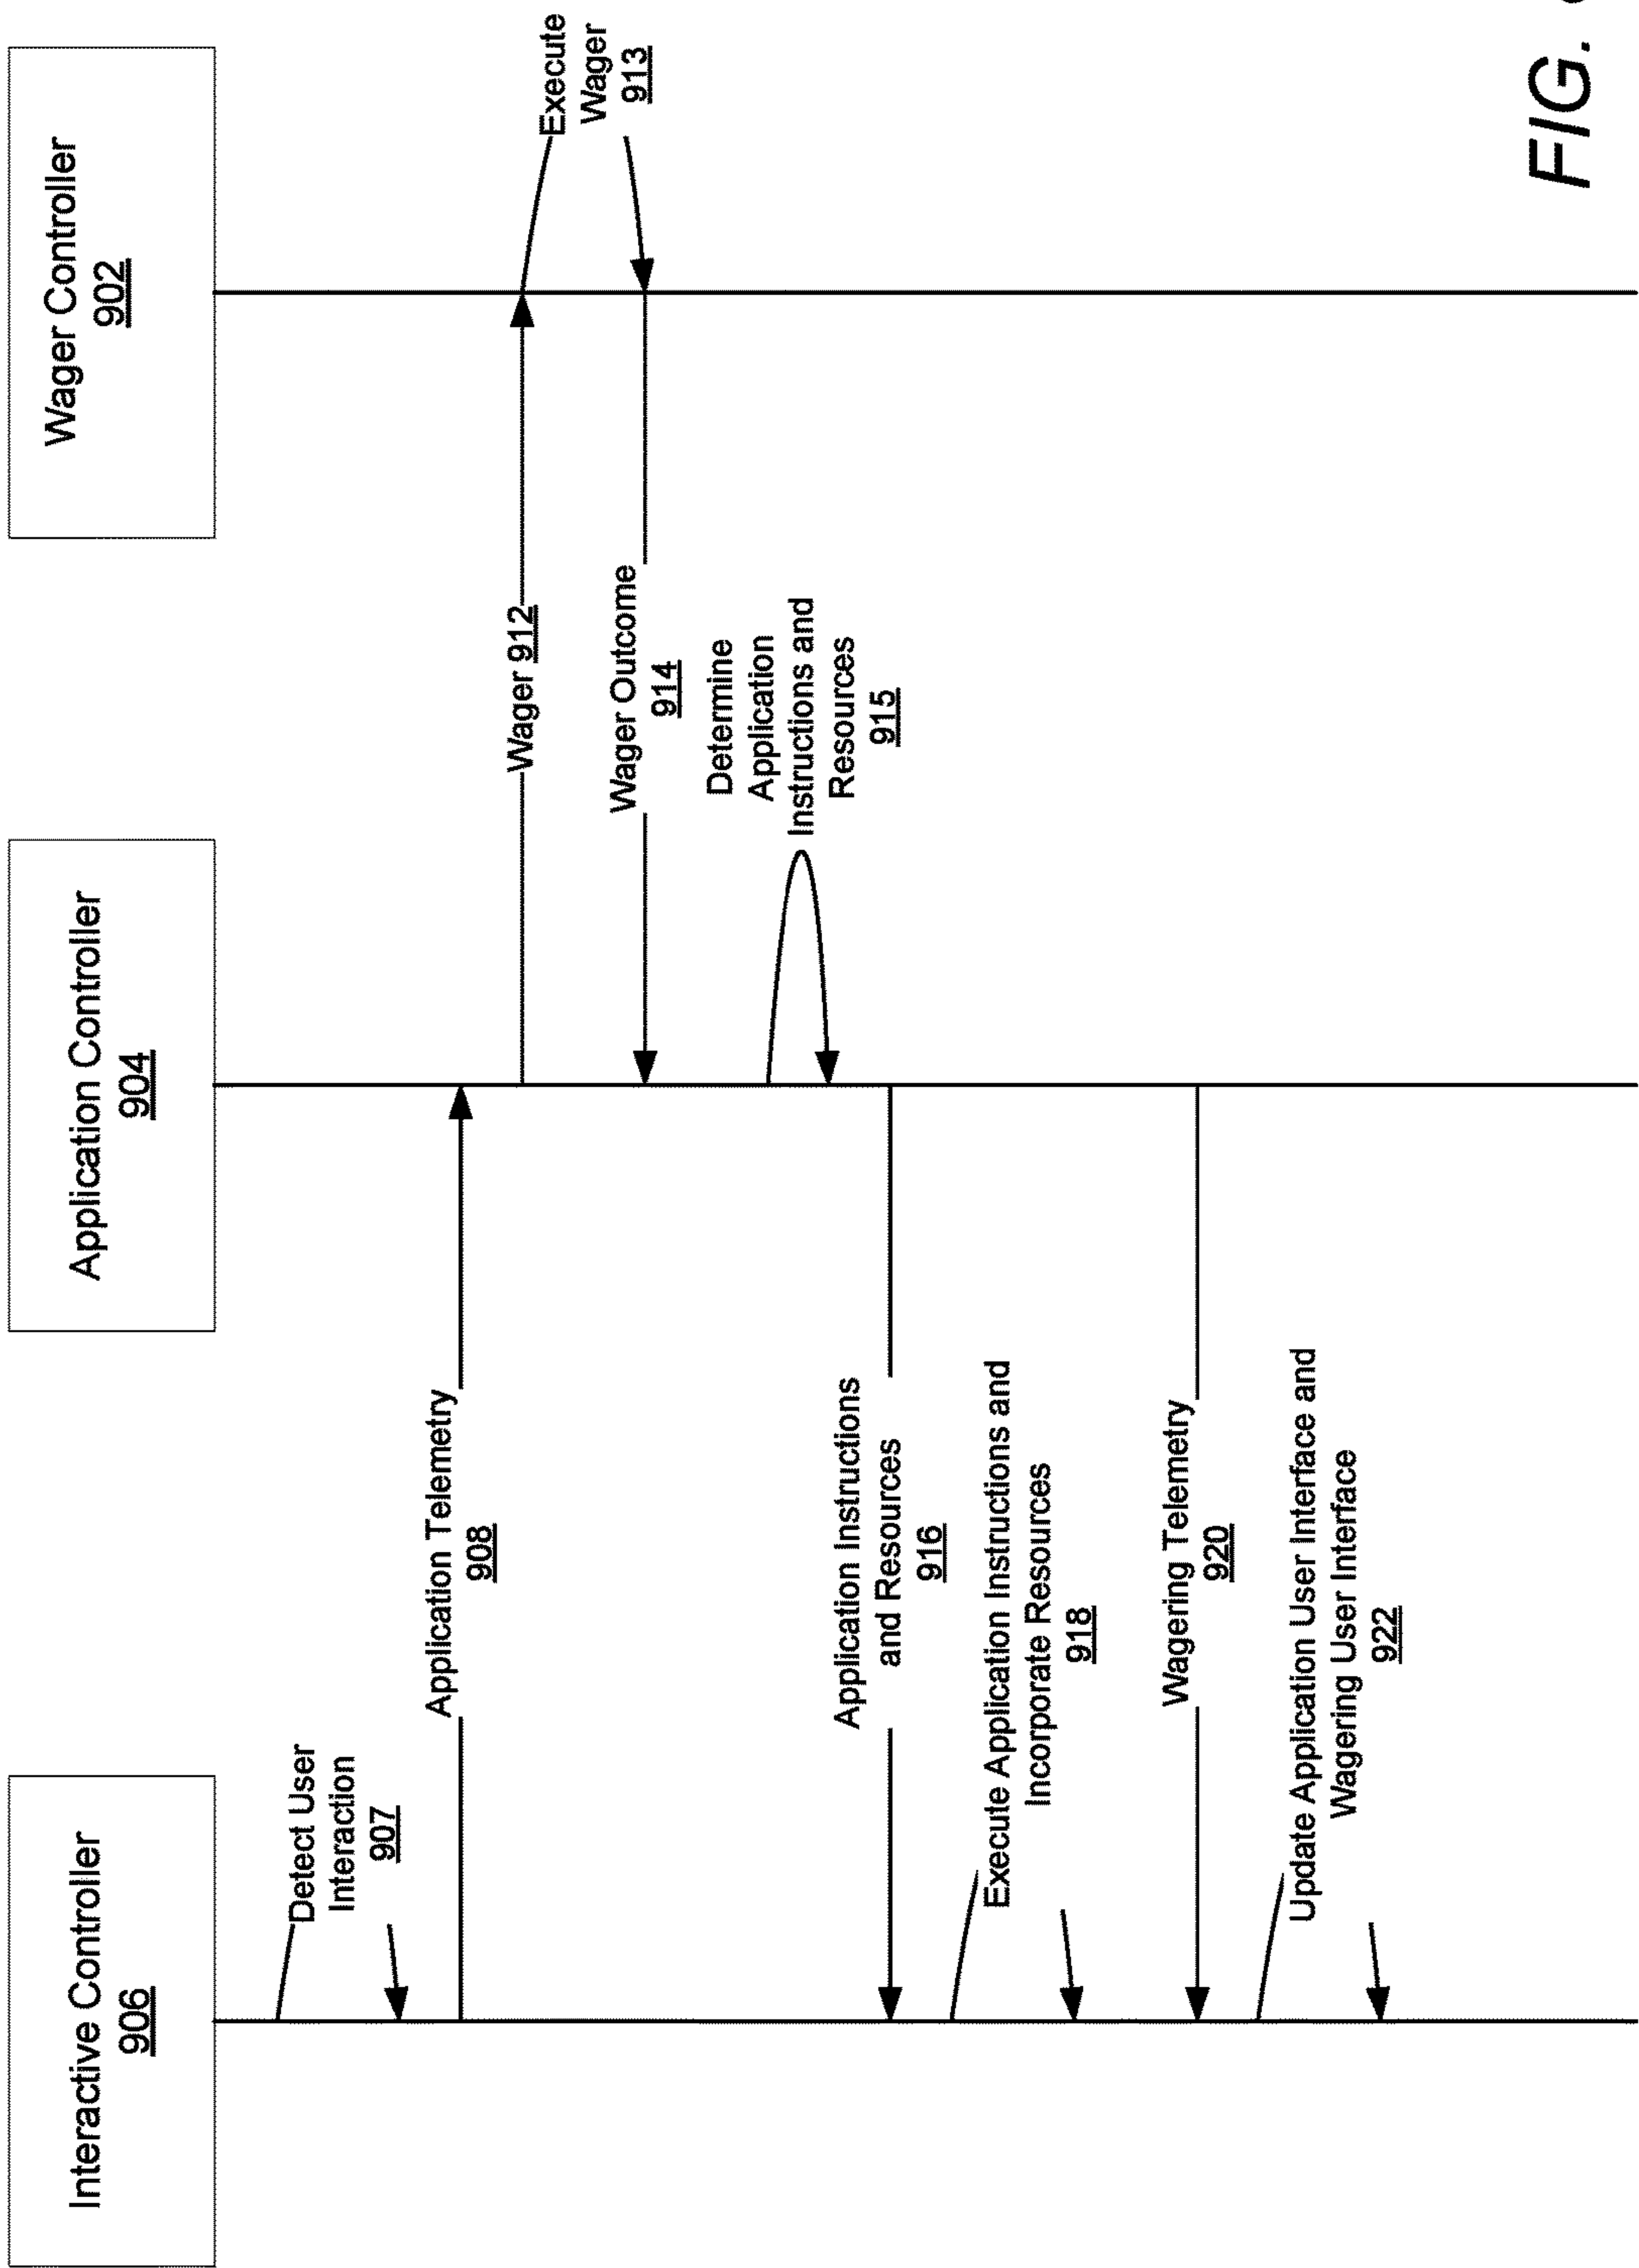 Interactive Controller
906
Application Controller
904
Wager Controller
902
Detect User
Interaction
907
Application Telemetry
908
Wager 912
Execute
Wager
913
Wager Outcome
914
Determine
Application
Instructions and
Resources
915
Application Instructions
and Resources
916
Execute Application Instructions and
Incorporate Resources
918
Wagering Telemetry
920
Update Application User Interface and
Wagering User Interface
922
FIG.